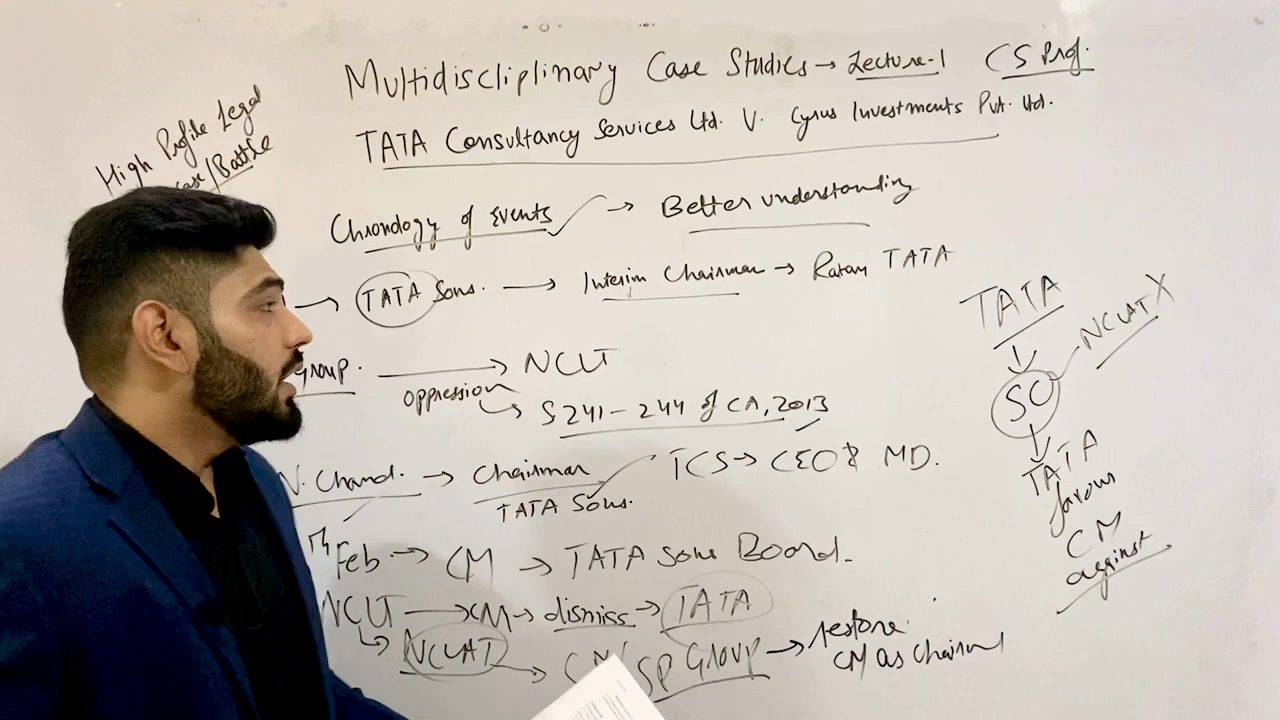 Multidiscliplinary Case Studies → Lecture-1 CS Prof.
TATA Consultancy Services Ltd. V. Cyrus Investments Pvt. Ltd.
High Profile Legal
Case/Battle
Chronology of Events → Better understanding
→ TATA Sons. → Interim Chairman → Ratan TATA
Group. → NCLT
oppression
S 241 - 244 of CA, 2013
N. Chand. → Chairman
TATA Sons.
TCS → CEO & MD.
Feb → CM → TATA Sons Board.
NCLT → CM → dismiss → TATA
NCLAT → CM/SP Group → restore
CM as Chairman
TATA
NCLAT X
SC
TATA
favour
CM
against